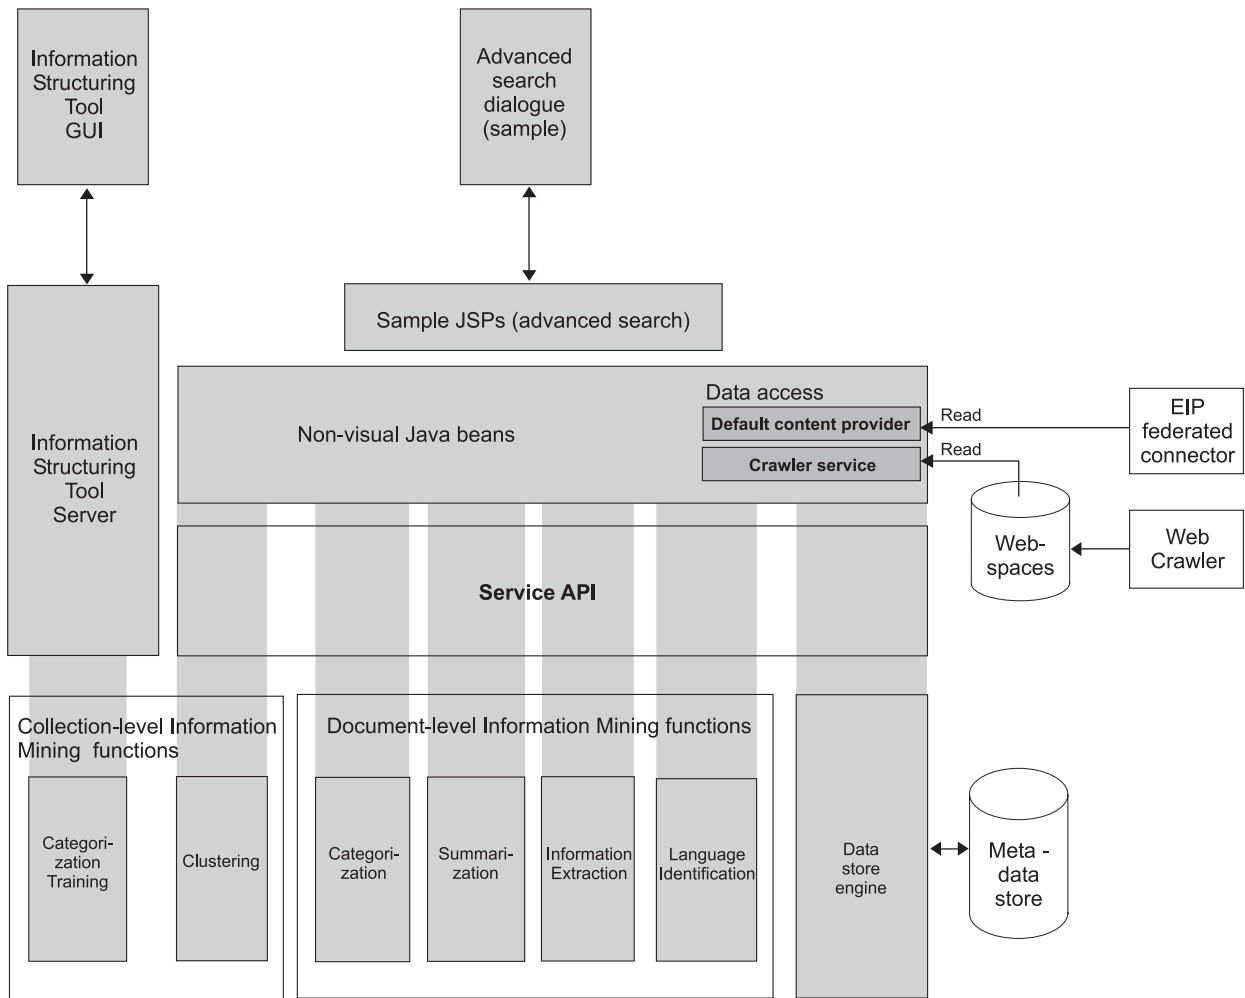 Information
Structuring
Tool
GUI
Advanced
search
dialogue
(sample)
Sample JSPs (advanced search)
Information
Structuring
Tool
Server
Non-visual Java beans
Data access
Default content provider
Crawler service
Read
Read
EIP
federated
connector
Web-
spaces
Web
Crawler
Service API
Collection-level Information
Mining functions
Document-level Information Mining functions
Categori-
zation
Training
Clustering
Categori-
zation
Summari-
zation
Information
Extraction
Language
Identification
Data
store
engine
Meta -
data
store